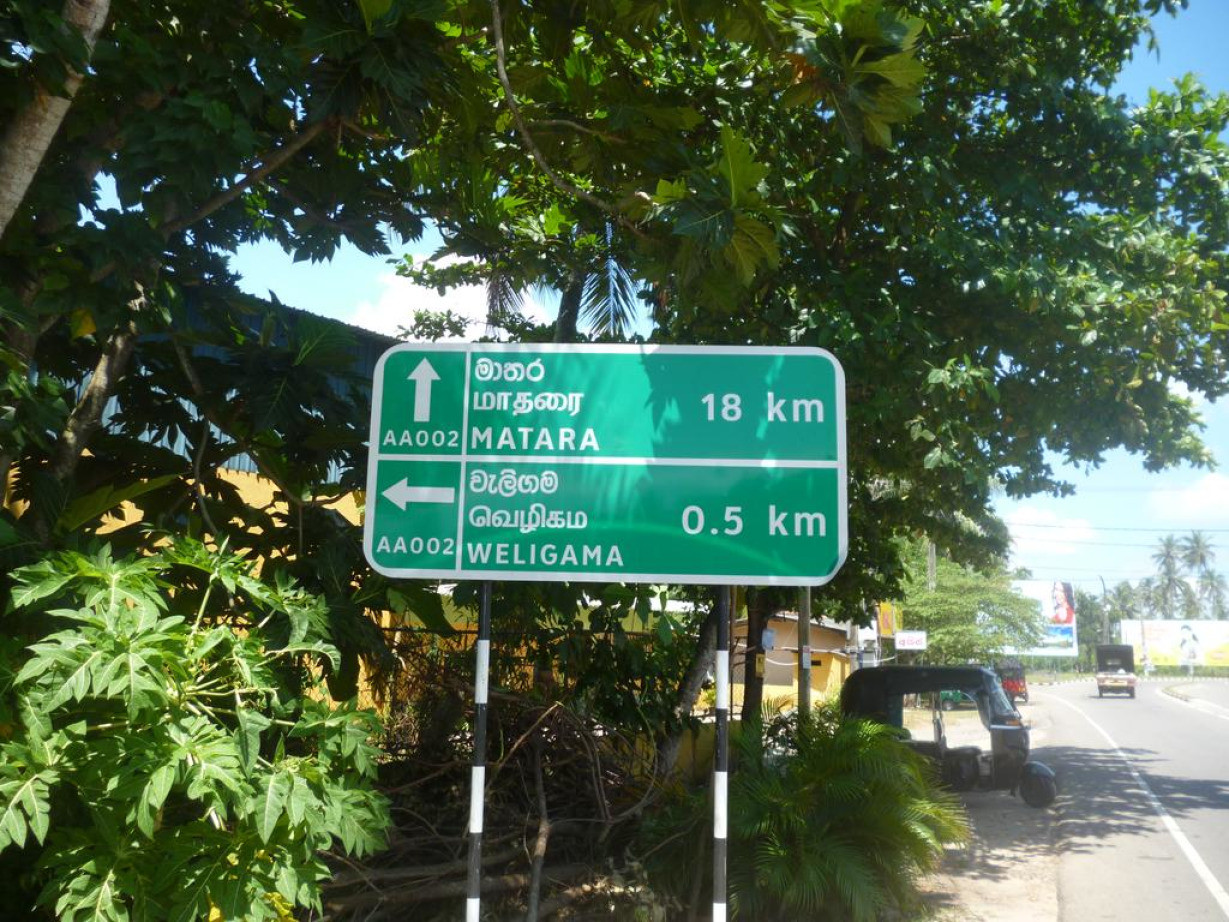 මාතර
மாதரை
MATARA
AA002
18 km
වැලිගම
வெழிகம
WELIGAMA
AA002
0.5 km